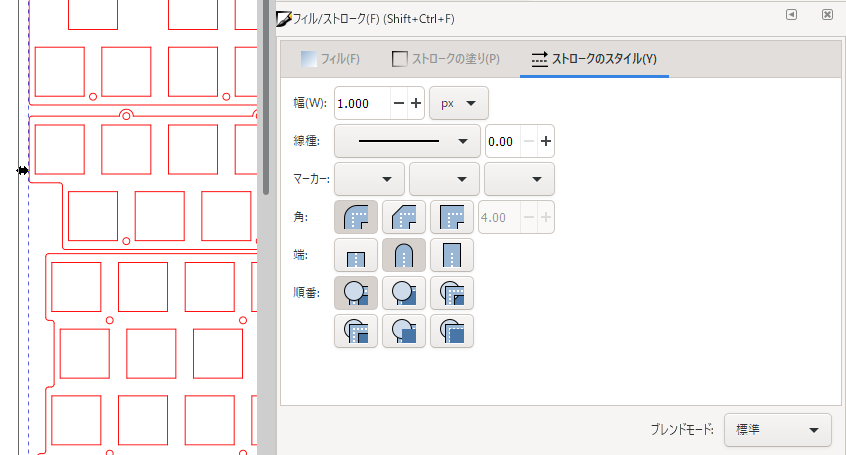 フィル/ストローク(F) (Shift+Ctrl+F)
フィル(F) ストロークの塗り(P) ストロークのスタイル(Y)
幅(W): 1.000 px
線種: 0.00
マーカー:
角: 4.00
端:
順番:
ブレンドモード: 標準